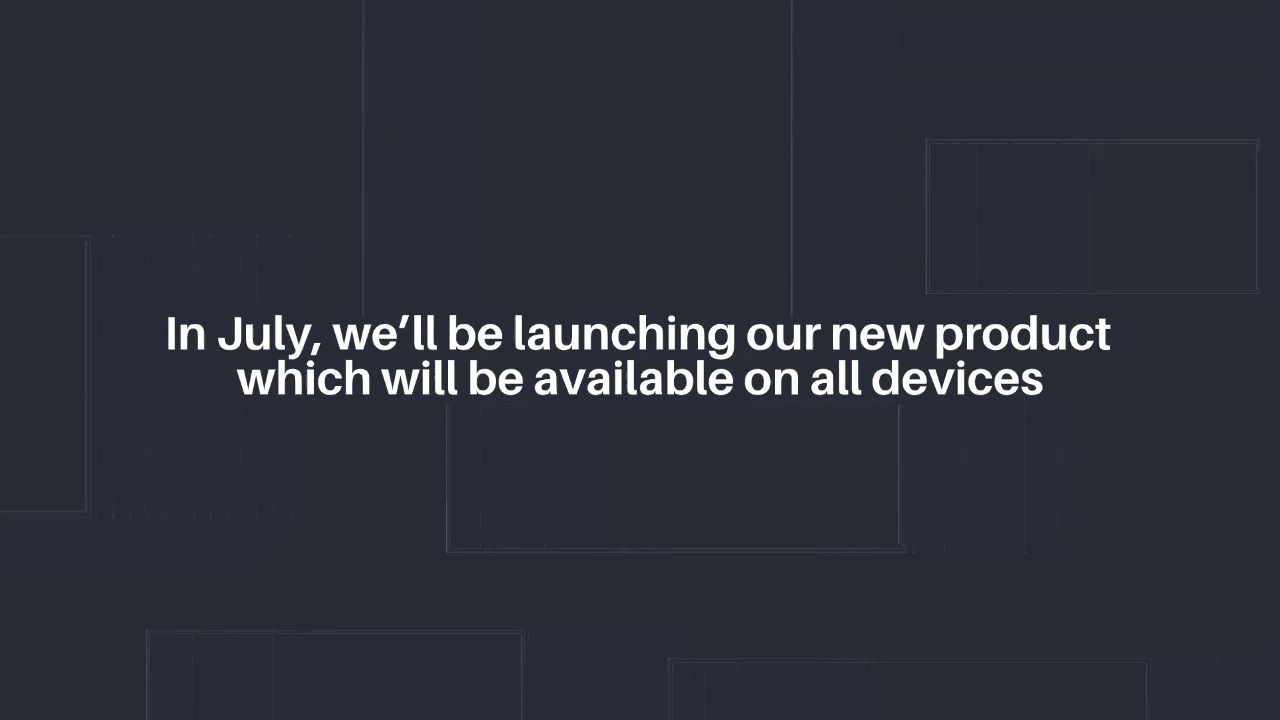 In July, we’ll be launching our new product
which will be available on all devices